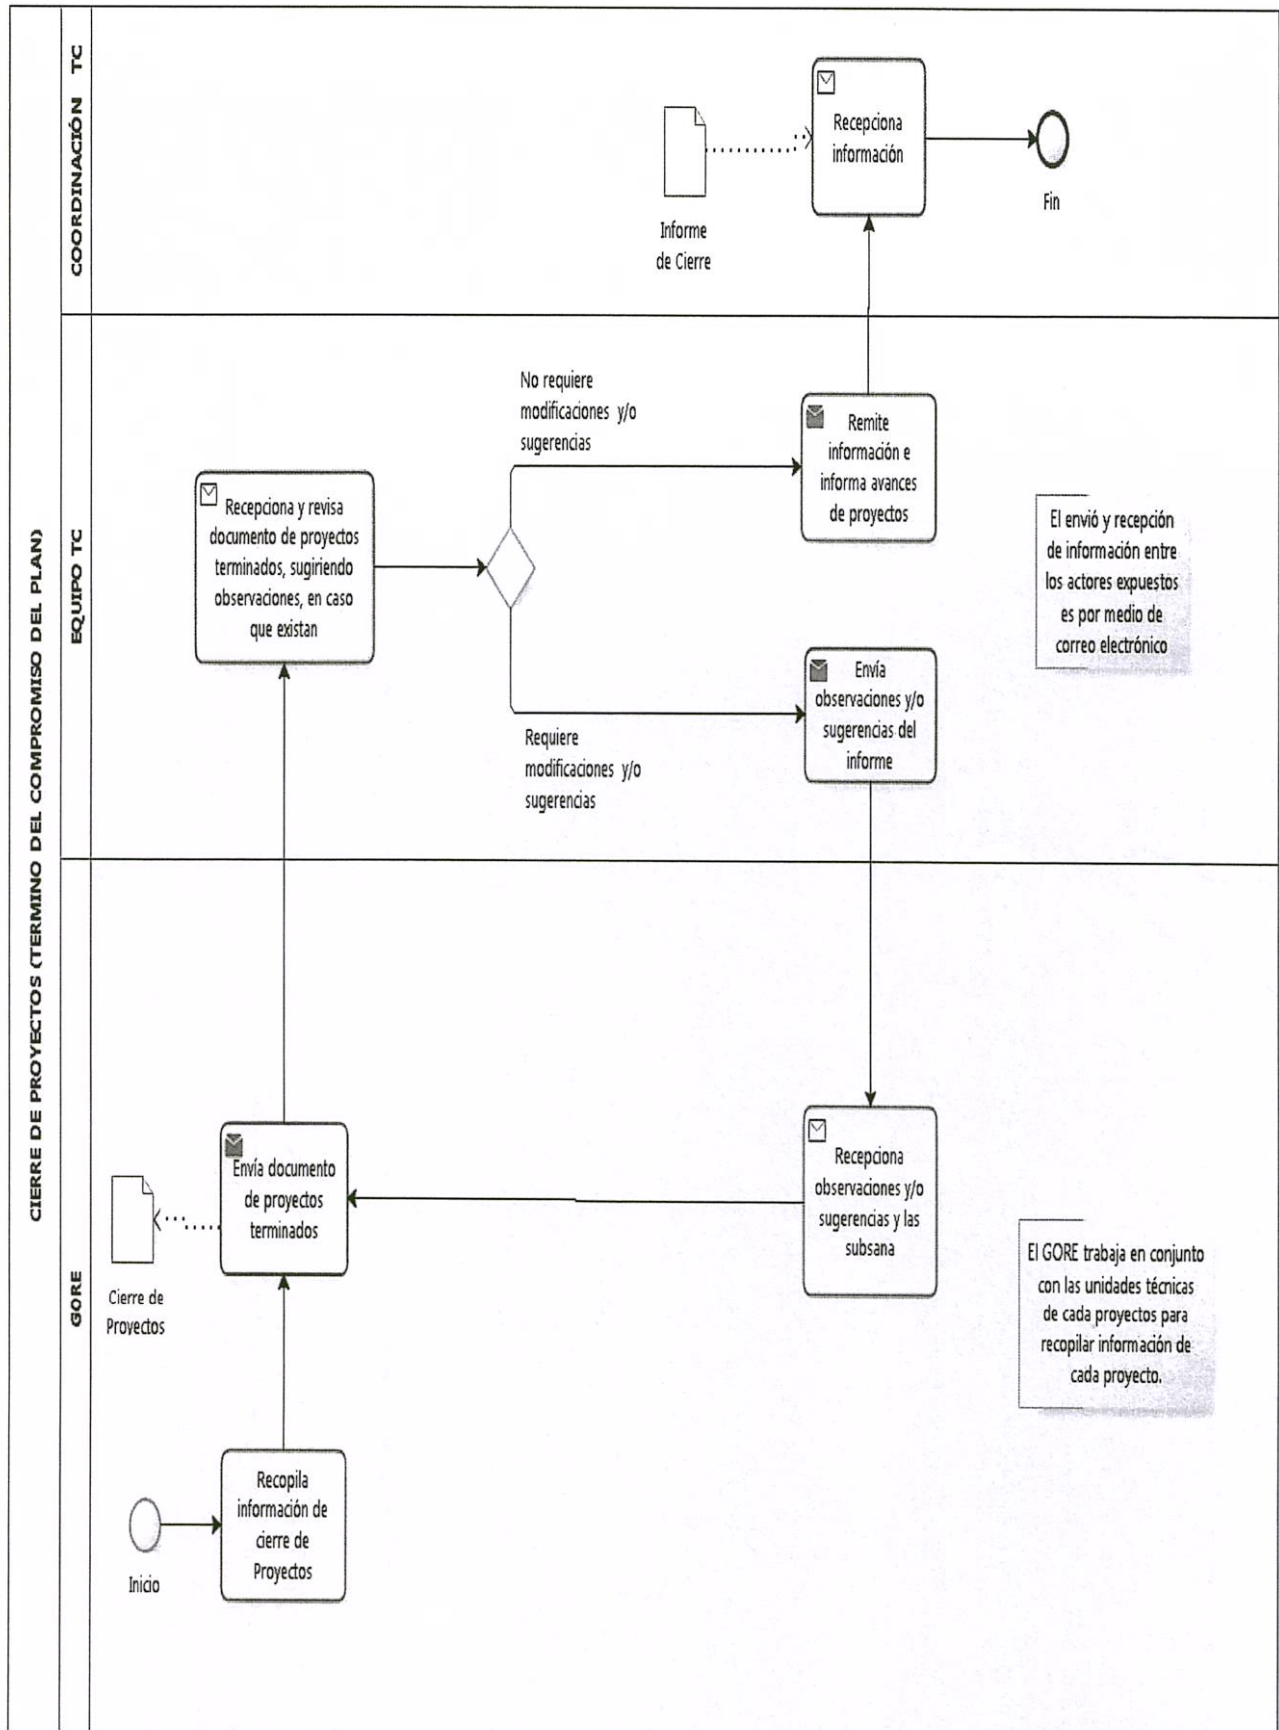 CIERRE DE PROYECTOS (TERMINO DEL COMPROMISO DEL PLAN)
COORDINACIÓN TC
Recepciona
información
Informe
de Cierre
Fin
EQUIPO TC
No requiere
modificaciones y/o
sugerencias
Remite
información e
informa avances
de proyectos
Recepciona y revisa
documento de proyectos
terminados, sugiriendo
observaciones, en caso
que existan
El envió y recepción
de información entre
los actores expuestos
es por medio de
correo electrónico
Envía
observaciones y/o
sugerencias del
informe
Requiere
modificaciones y/o
sugerencias
GORE
Envía documento
de proyectos
terminados
Cierre de
Proyectos
Recepciona
observaciones y/o
sugerencias y las
subsana
El GORE trabaja en conjunto
con las unidades técnicas
de cada proyectos para
recopilar información de
cada proyecto.
Recopila
información de
cierre de
Proyectos
Inicio